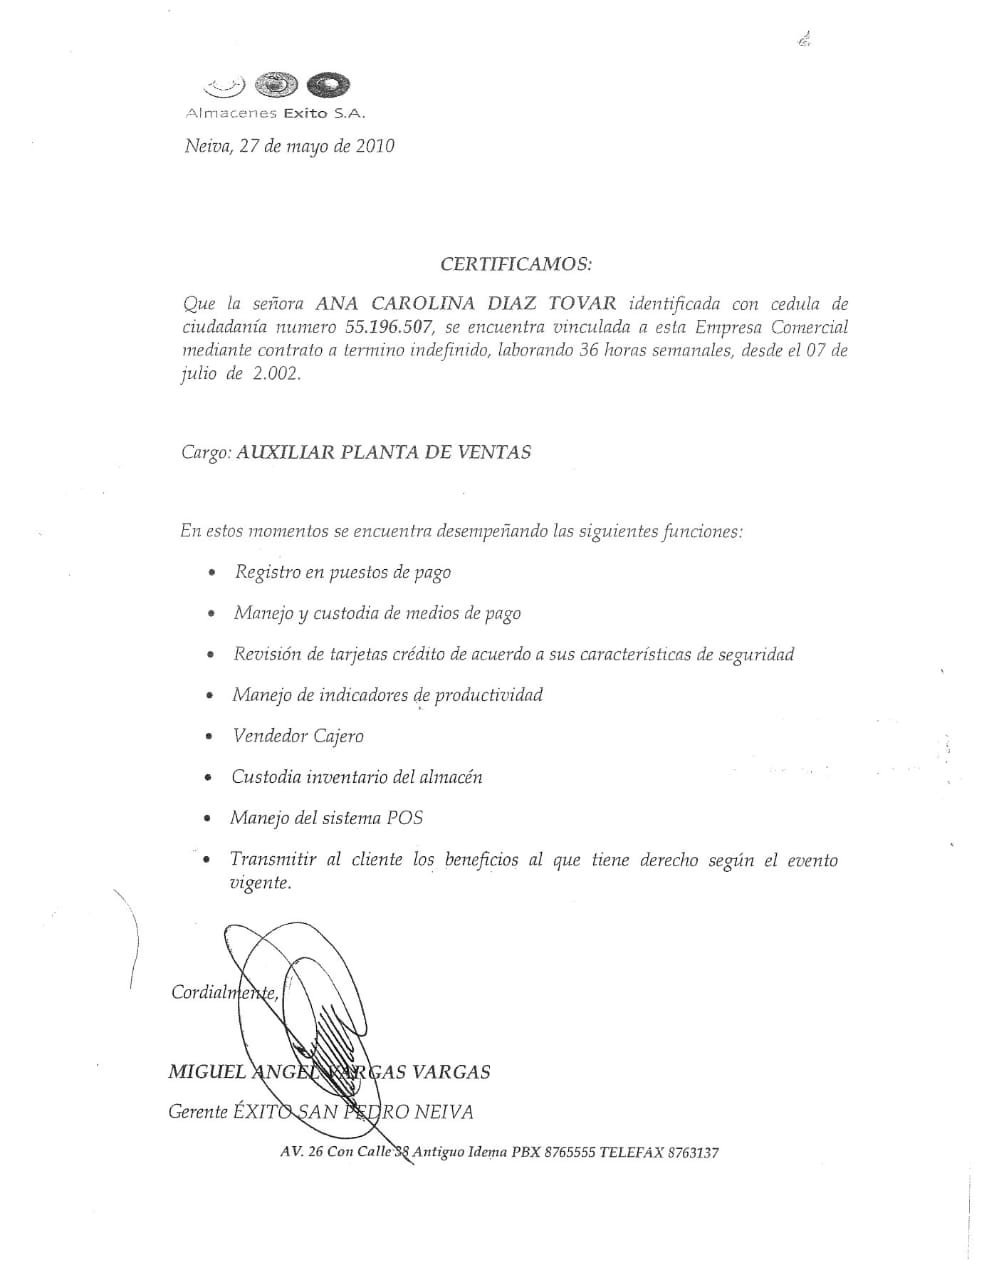 Almacenes Exito S.A.
Neiva, 27 de mayo de 2010
CERTIFICAMOS:
Que la señora ANA CAROLINA DIAZ TOVAR identificada con cedula de
ciudadanía numero 55.196.507, se encuentra vinculada a esta Empresa Comercial
mediante contrato a termino indefinido, laborando 36 horas semanales, desde el 07 de
julio de 2.002.
Cargo: AUXILIAR PLANTA DE VENTAS
En estos momentos se encuentra desempeñando las siguientes funciones:
• Registro en puestos de pago
• Manejo y custodia de medios de pago
• Revisión de tarjetas crédito de acuerdo a sus características de seguridad
• Manejo de indicadores de productividad
• Vendedor Cajero
• Custodia inventario del almacén
• Manejo del sistema POS
• Transmitir al cliente los beneficios al que tiene derecho según el evento
vigente.
Cordialmente,
MIGUEL ANGEL VARGAS VARGAS
Gerente ÉXITO SAN PEDRO NEIVA
AV. 26 Con Calle 38 Antiguo Idema PBX 8765555 TELEFAX 8763137